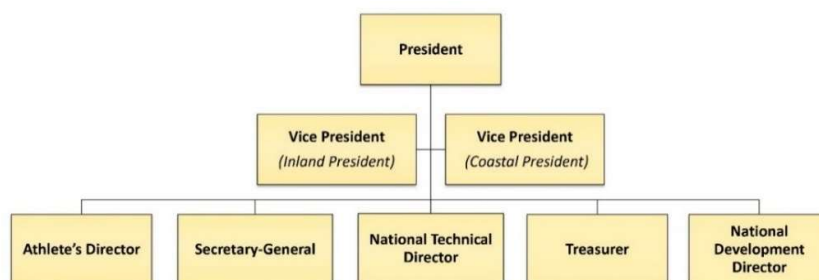 President
Vice President
(Inland President)
Vice President
(Coastal President)
Athlete's Director
Secretary-General
National Technical
Director
Treasurer
National
Development
Director